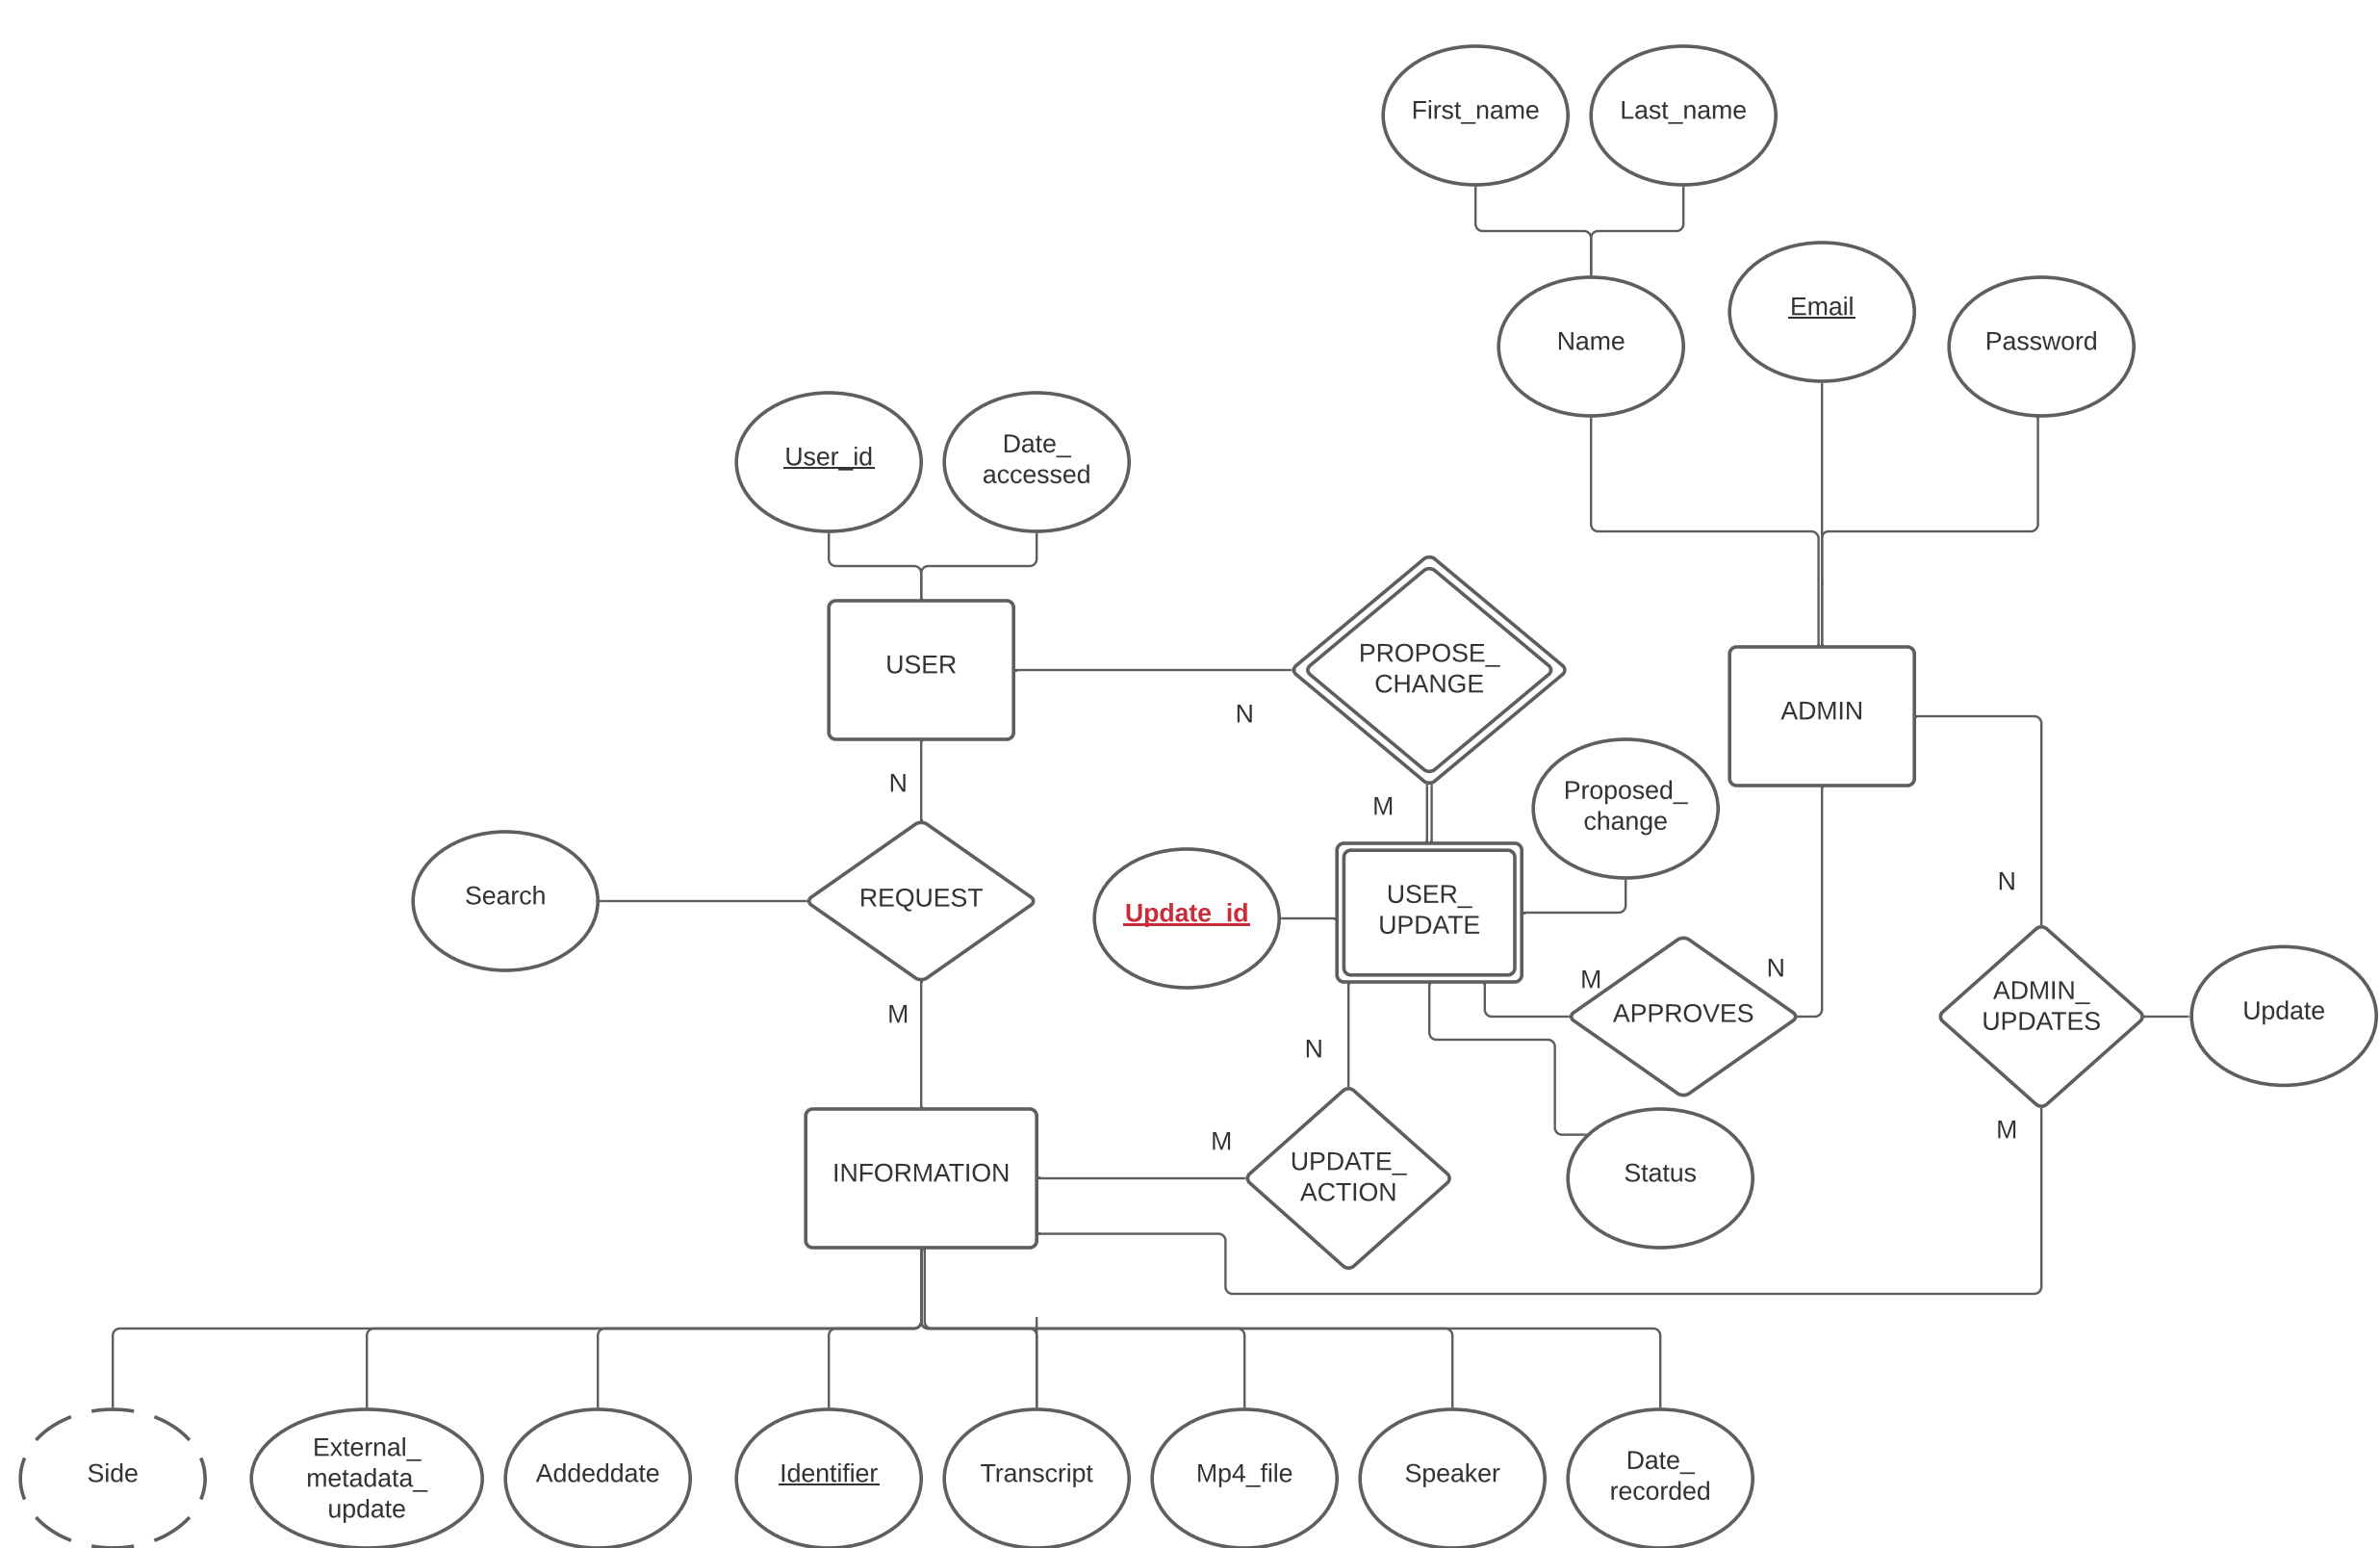 First_name
Last_name
Email
Name
Password
User_id
Date_
accessed
USER
PROPOSE_
CHANGE
ADMIN
N
N
M
Proposed_
change
Search
REQUEST
Update_id
USER_
UPDATE
N
M
N
M
APPROVES
ADMIN_
UPDATES
Update
N
M
M
INFORMATION
UPDATE_
ACTION
Status
Side
External_
metadata_
update
Addeddate
Identifier
Transcript
Mp4_file
Speaker
Date_
recorded